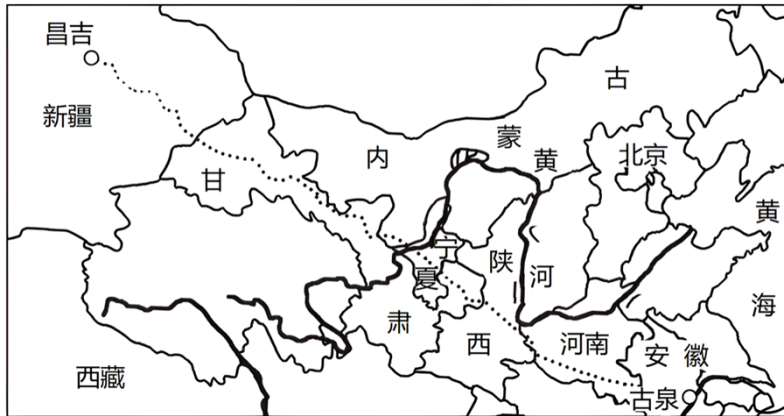 昌吉
新疆
古
内
蒙
黄
北京
甘
黄
宁
夏
陕
河
海
肃
西
河南
安徽
西藏
古泉